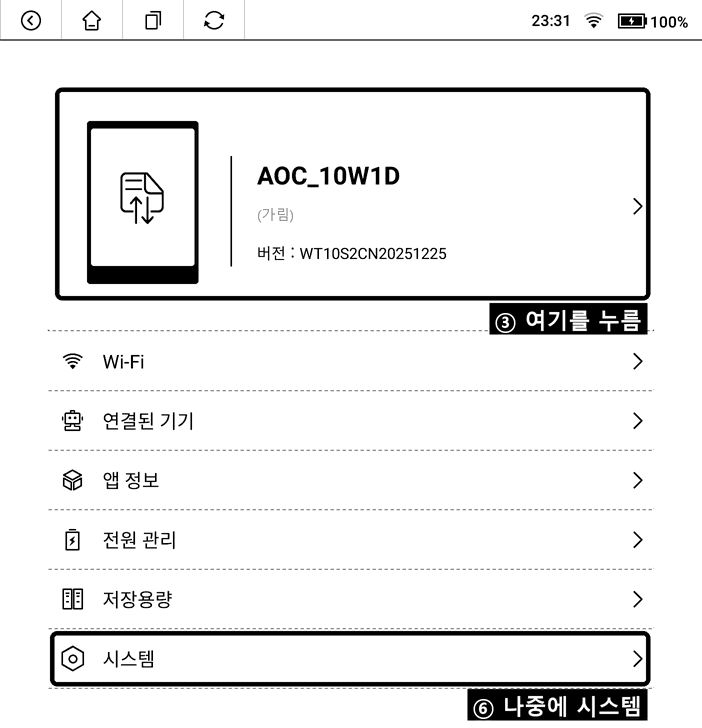 23:31 100%
AOC_10W1D
(가림)
버전 : WT10S2CN20251225
③ 여기를 누름
Wi-Fi
연결된 기기
앱 정보
전원 관리
저장용량
시스템
⑥ 나중에 시스템